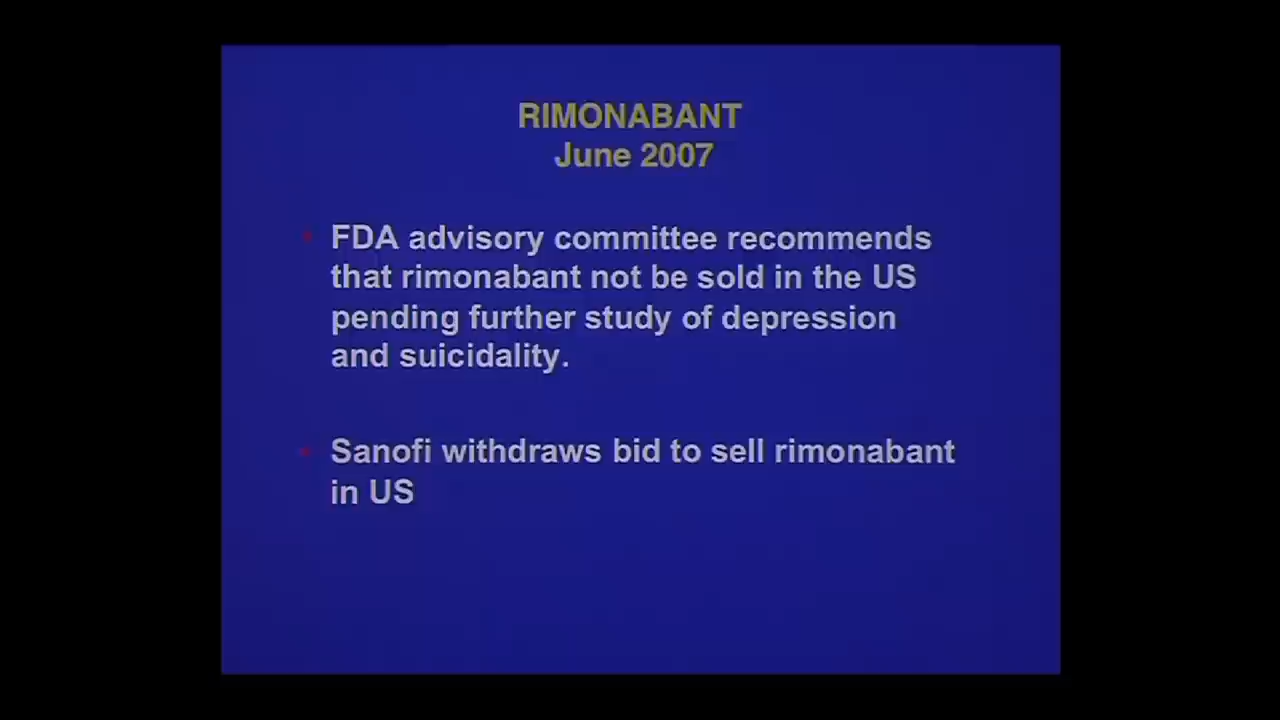 RIMONABANT
June 2007
• FDA advisory committee recommends
that rimonabant not be sold in the US
pending further study of depression
and suicidality.
• Sanofi withdraws bid to sell rimonabant
in US